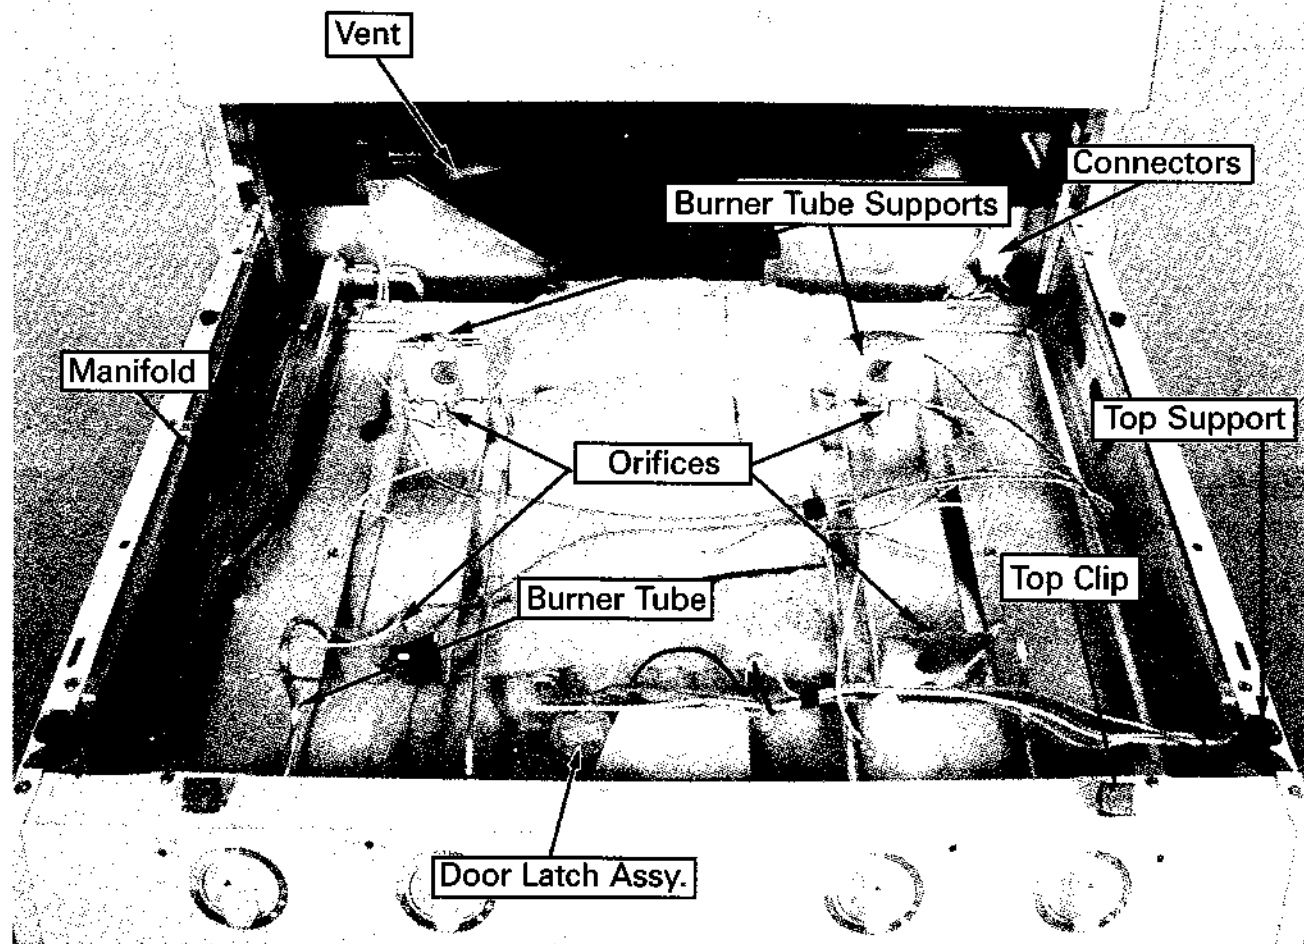 Vent
Connectors
Burner Tube Supports
Manifold
Top Support
Orifices
Top Clip
Burner Tube
Door Latch Assy.